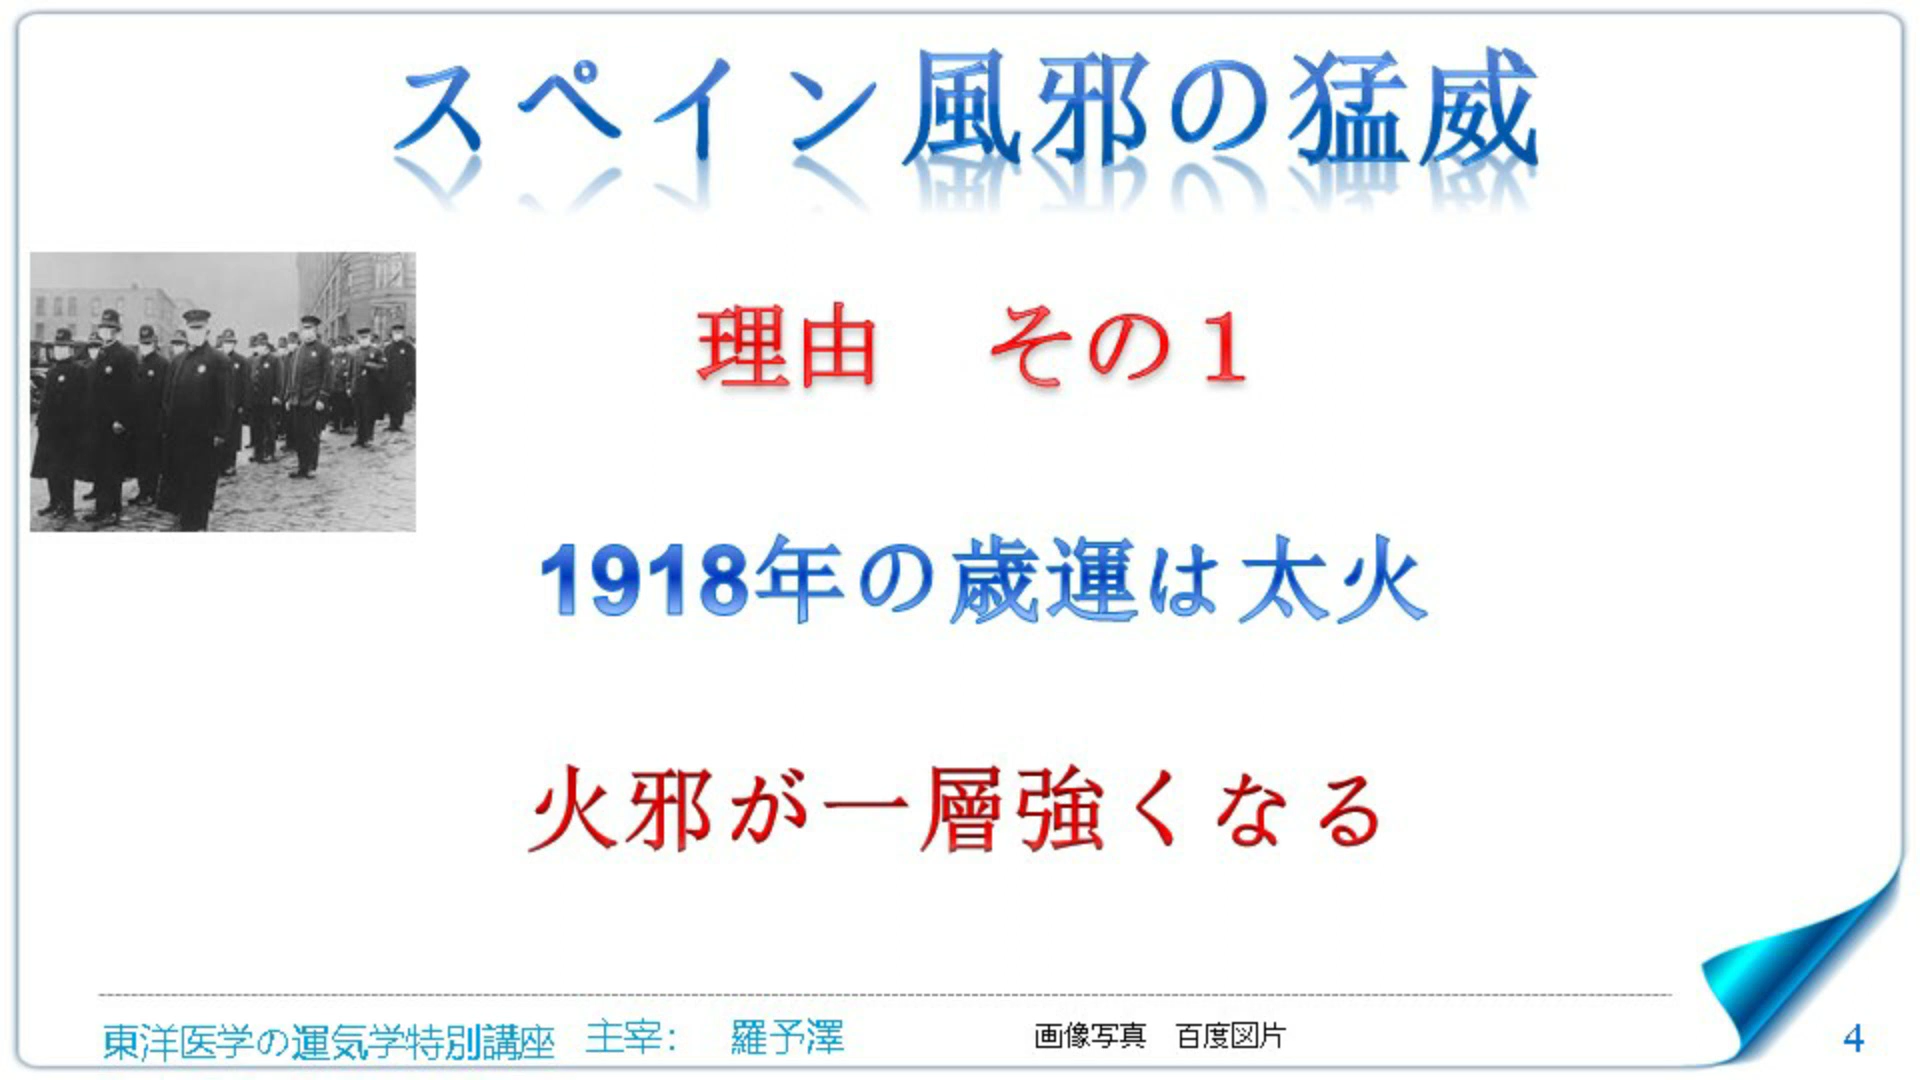 スペイン風邪の猛威
理由　その１
1918年の歳運は太火
火邪が一層強くなる
東洋医学の運気学特別講座　主宰：　羅予澤　画像写真　百度図片　4